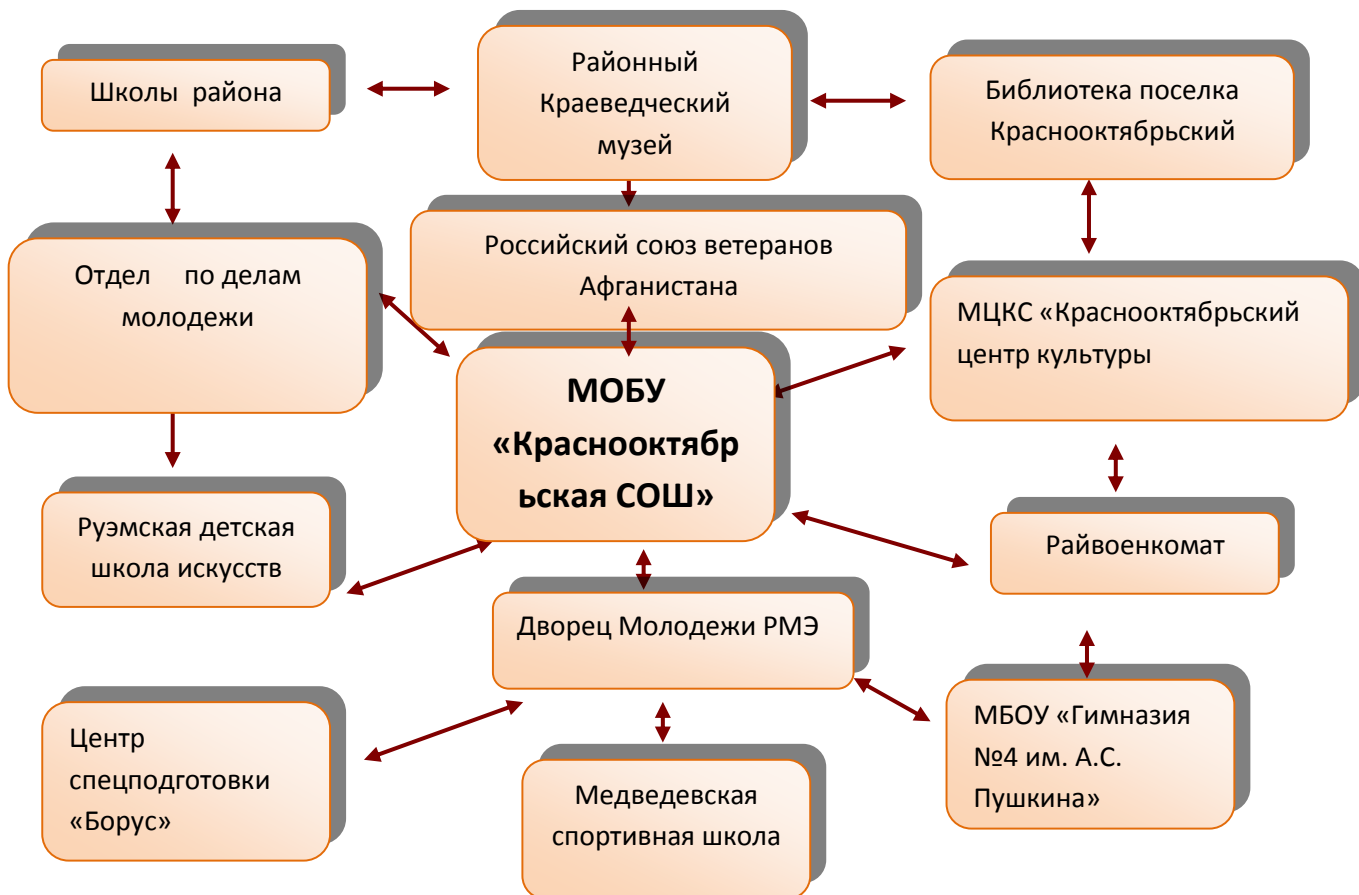 Школы района
Районный
Краеведческий
музей
Библиотека поселка
Краснооктябрьский
Российский союз ветеранов
Афганистана
Отдел по делам
молодежи
МЦКС «Краснооктябрьский
центр культуры
МОБУ
«Краснооктябр
ьская СОШ»
Руэмская детская
школа искусств
Райвоенкомат
Дворец Молодежи РМЭ
Центр
спецподготовки
«Борус»
Медведевская
спортивная школа
МБОУ «Гимназия
№4 им. А.С.
Пушкина»